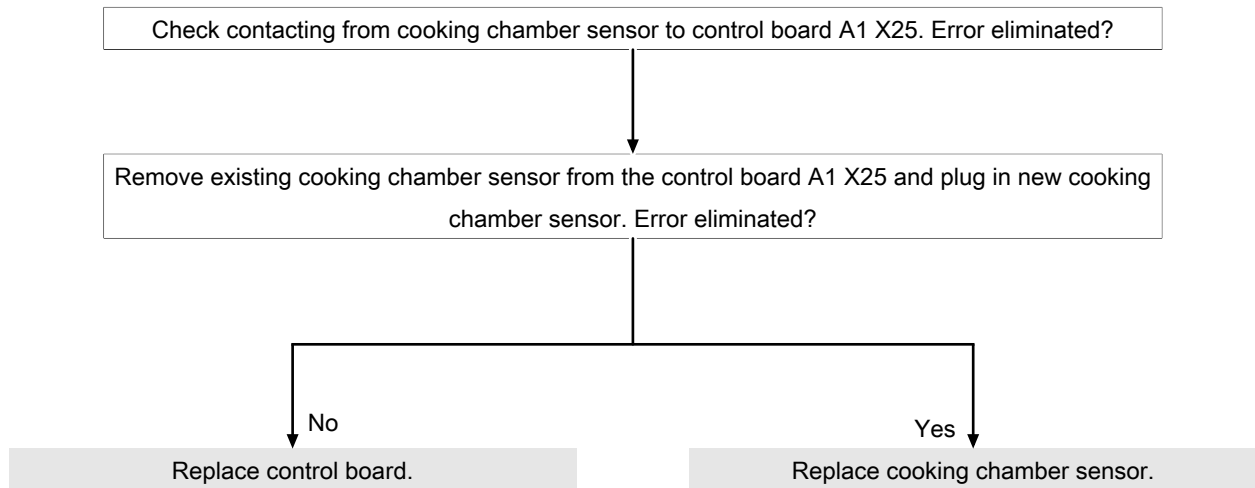 Check contacting from cooking chamber sensor to control board A1 X25. Error eliminated?
Remove existing cooking chamber sensor from the control board A1 X25 and plug in new cooking
chamber sensor. Error eliminated?
No
Yes
Replace control board.
Replace cooking chamber sensor.